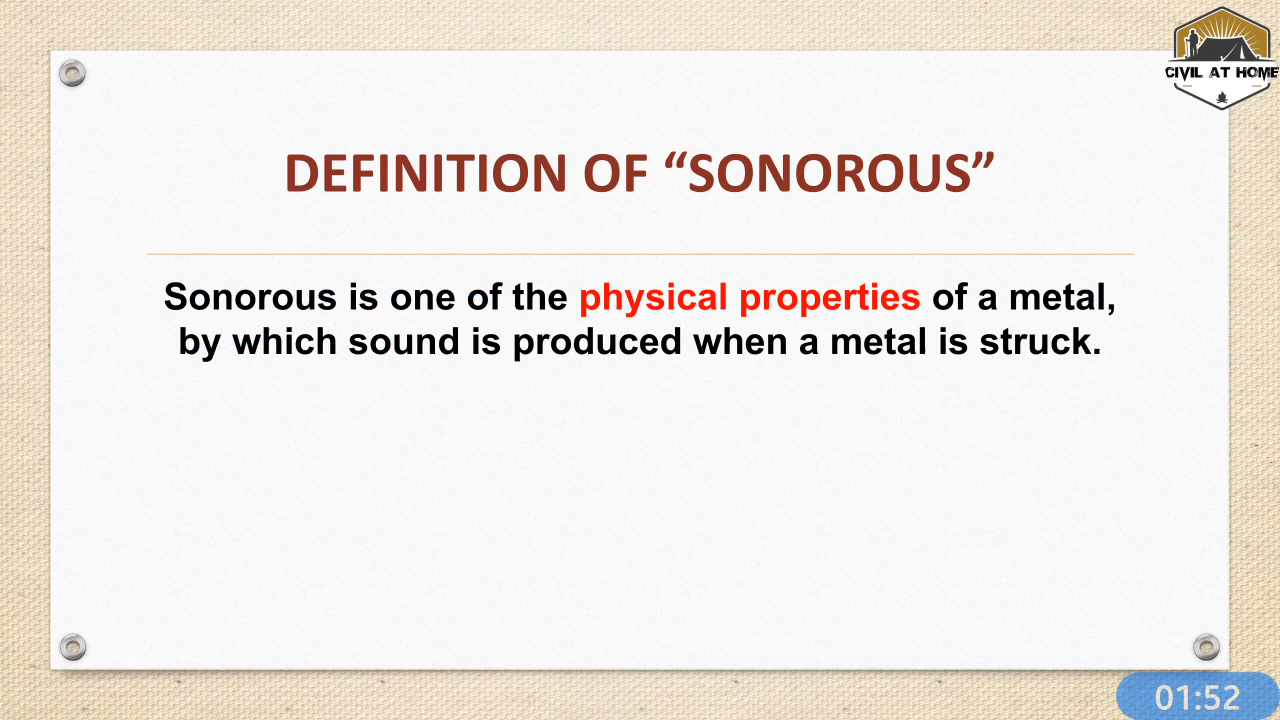 CIVIL AT HOME
DEFINITION OF “SONOROUS”
Sonorous is one of the physical properties of a metal,
by which sound is produced when a metal is struck.
01:52